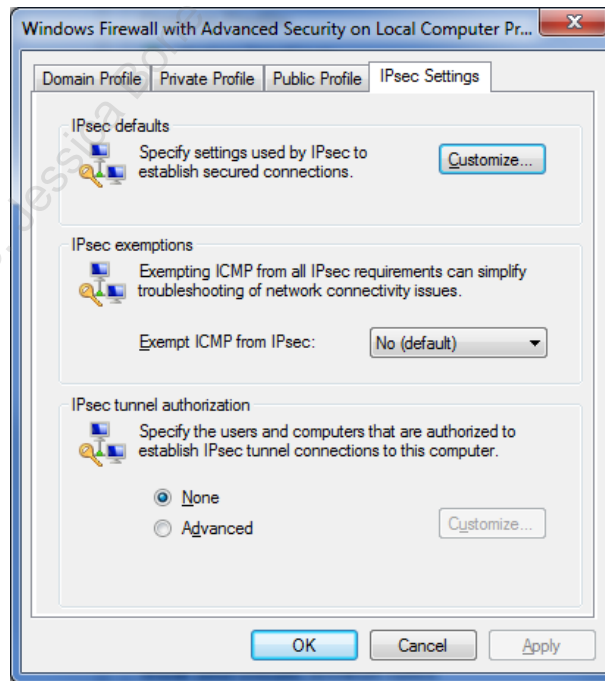 Windows Firewall with Advanced Security on Local Computer Pr...
Domain Profile Private Profile Public Profile IPsec Settings
IPsec defaults
Specify settings used by IPsec to
establish secured connections.
Customize...
IPsec exemptions
Exempting ICMP from all IPsec requirements can simplify
troubleshooting of network connectivity issues.
Exempt ICMP from IPsec: No (default)
IPsec tunnel authorization
Specify the users and computers that are authorized to
establish IPsec tunnel connections to this computer.
None
Advanced
Customize...
OK Cancel Apply
Jessica